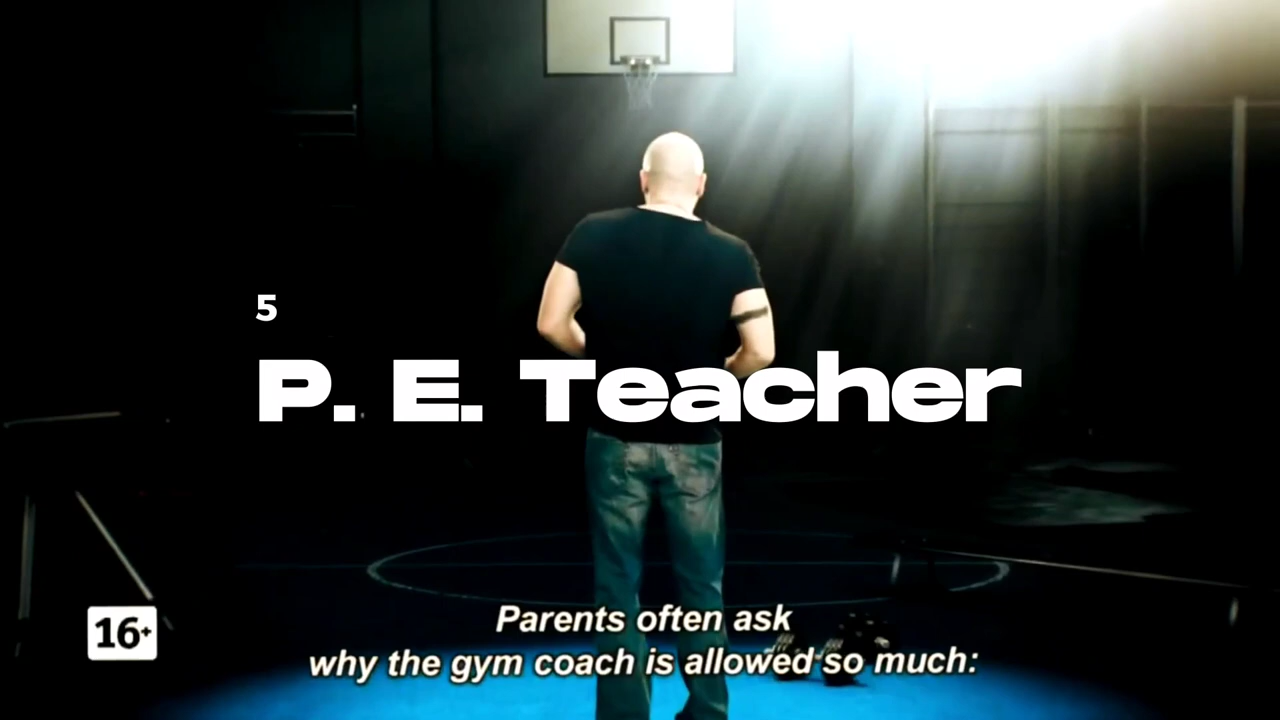 5
P. E. Teacher
16+
Parents often ask
why the gym coach is allowed so much: